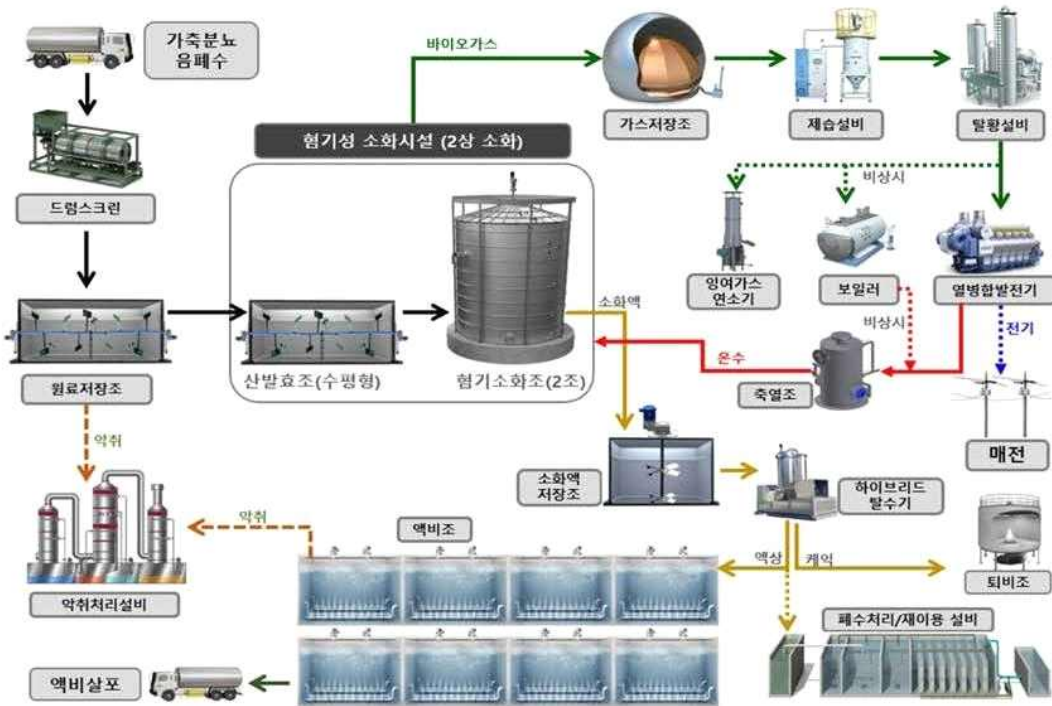 가축분뇨
음폐수
바이오가스
가스저장조
제습설비
탈황설비
혐기성 소화시설 (2상 소화)
드럼스크린
비상시
잉여가스
연소기
보일러
열병합발전기
소화액
비상시
전기
온수
원료저장조
산발효조(수평형)
혐기소화조(2조)
축열조
매전
악취
소화액
저장조
하이브리드
탈수기
악취
액비조
액상
케익
퇴비조
악취처리설비
폐수처리/재이용 설비
액비살포